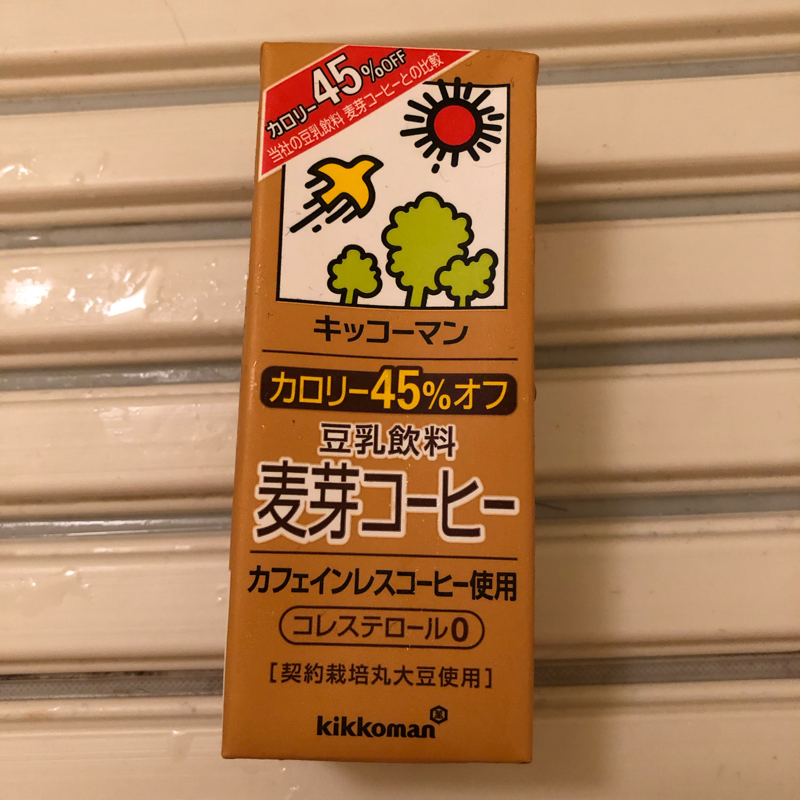 カロリー45%OFF
当社の豆乳飲料 麦芽コーヒーとの比較
キッコーマン
カロリー45%オフ
豆乳飲料
麦芽コーヒー
カフェインレスコーヒー使用
コレステロール0
[契約栽培丸大豆使用]
kikkoman